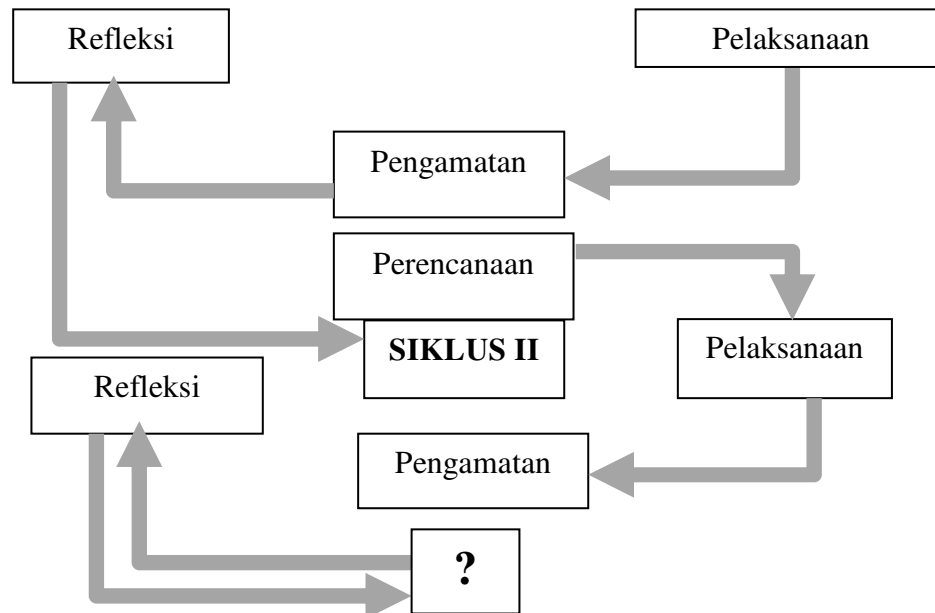 Refleksi
Pelaksanaan
Pengamatan
Perencanaan
SIKLUS II
Pelaksanaan
Refleksi
Pengamatan
?